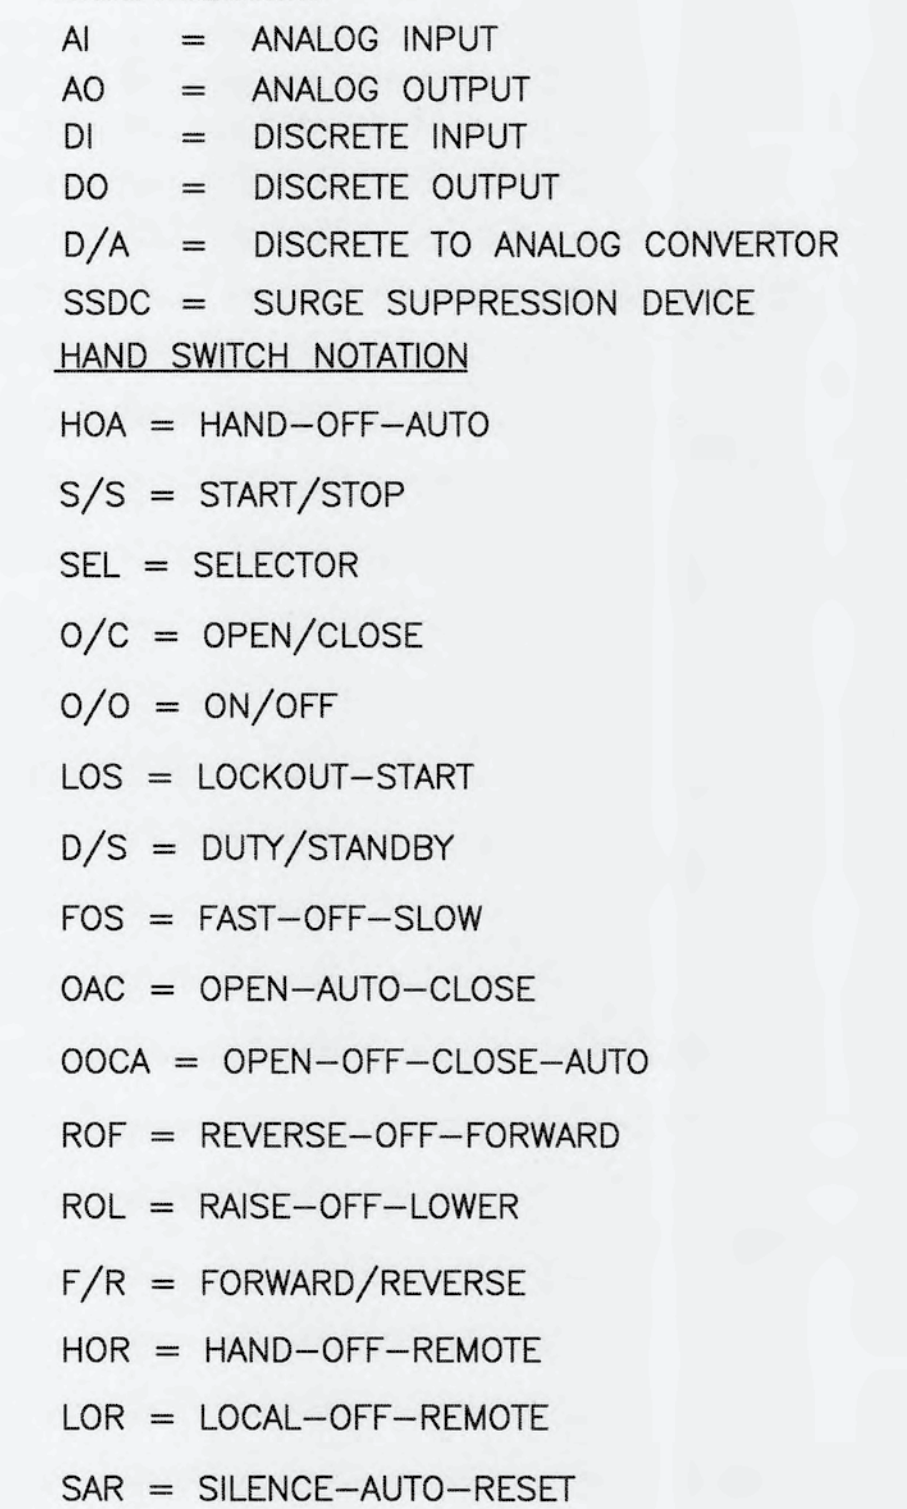 AI = ANALOG INPUT
AO = ANALOG OUTPUT
DI = DISCRETE INPUT
DO = DISCRETE OUTPUT
D/A = DISCRETE TO ANALOG CONVERTOR
SSDC = SURGE SUPPRESSION DEVICE
HAND SWITCH NOTATION
HOA = HAND-OFF-AUTO
S/S = START/STOP
SEL = SELECTOR
O/C = OPEN/CLOSE
O/O = ON/OFF
LOS = LOCKOUT-START
D/S = DUTY/STANDBY
FOS = FAST-OFF-SLOW
OAC = OPEN-AUTO-CLOSE
OOCA = OPEN-OFF-CLOSE-AUTO
ROF = REVERSE-OFF-FORWARD
ROL = RAISE-OFF-LOWER
F/R = FORWARD/REVERSE
HOR = HAND-OFF-REMOTE
LOR = LOCAL-OFF-REMOTE
SAR = SILENCE-AUTO-RESET